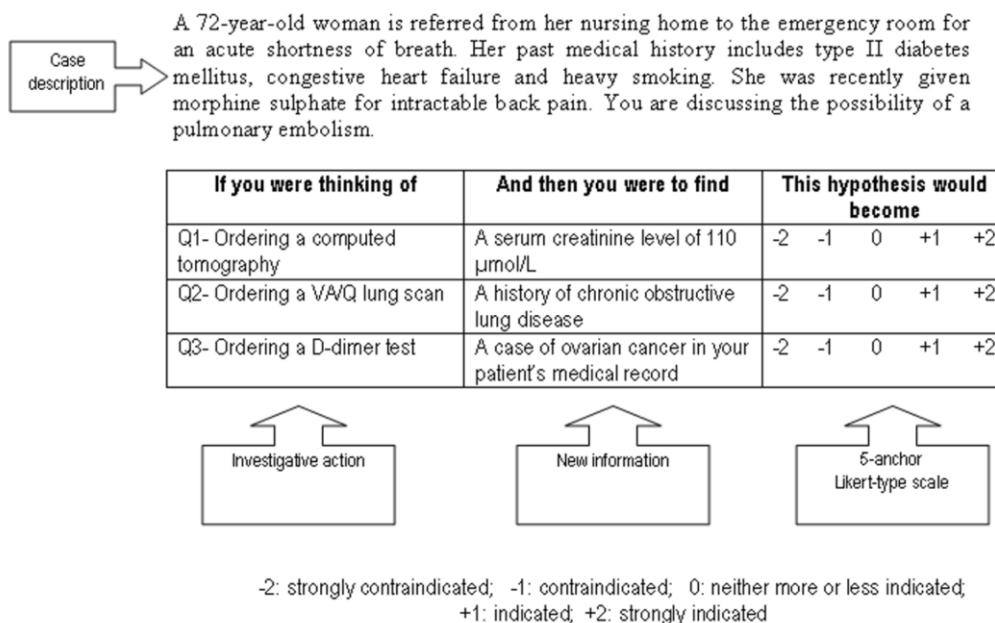 A 72-year-old woman is referred from her nursing home to the emergency room for
an acute shortness of breath. Her past medical history includes type II diabetes
mellitus, congestive heart failure and heavy smoking. She was recently given
morphine sulphate for intractable back pain. You are discussing the possibility of a
pulmonary embolism.
Case
description
If you were thinking of And then you were to find This hypothesis would
become
Q1- Ordering a computed
tomography
A serum creatinine level of 110
µmol/L
-2 -1 0 +1 +2
Q2- Ordering a VA/Q lung scan
A history of chronic obstructive
lung disease
-2 -1 0 +1 +2
Q3- Ordering a D-dimer test
A case of ovarian cancer in your
patient's medical record
-2 -1 0 +1 +2
Investigative action
New information
5-anchor
Likert-type scale
-2: strongly contraindicated; -1: contraindicated; 0: neither more or less indicated;
+1: indicated; +2: strongly indicated